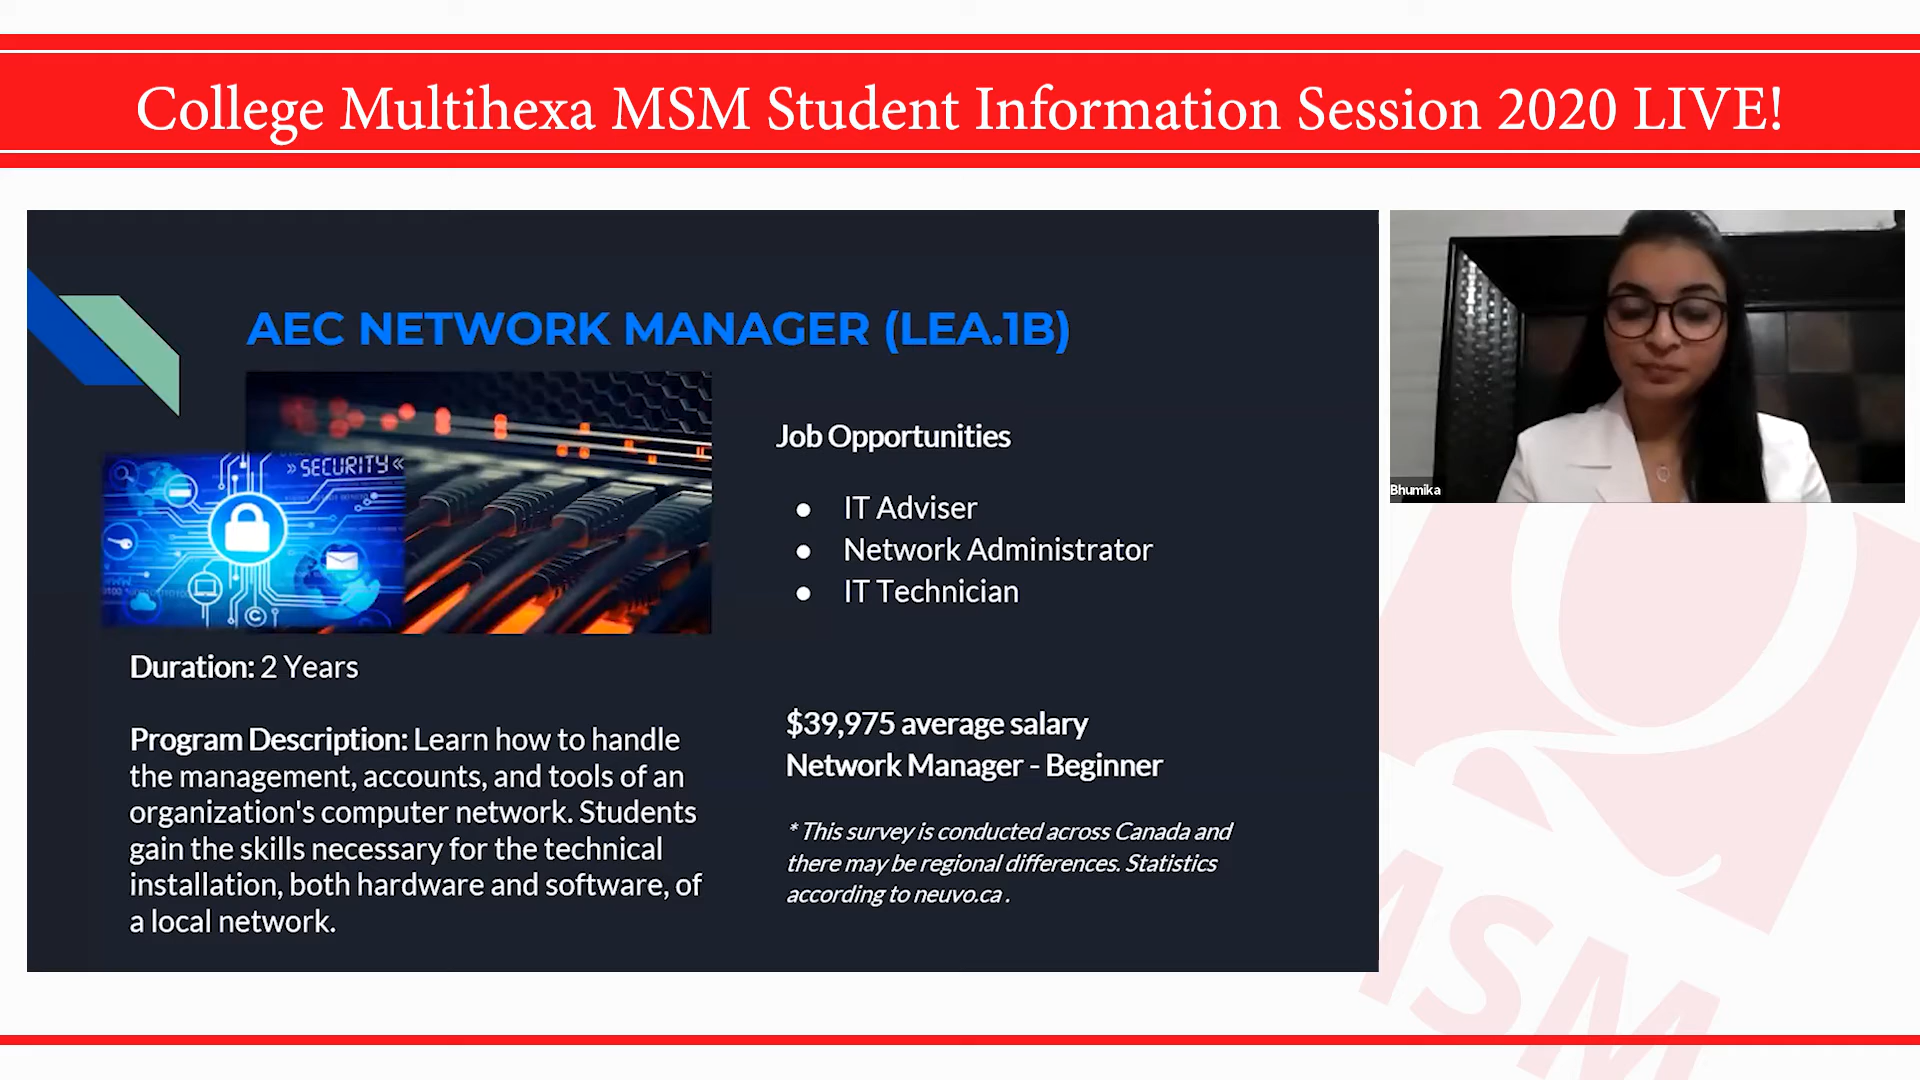 College Multihexa MSM Student Information Session 2020 LIVE!
AEC NETWORK MANAGER (LEA.1B)
» SECURITY «
Job Opportunities
● IT Adviser
● Network Administrator
● IT Technician
Duration: 2 Years
Program Description: Learn how to handle
the management, accounts, and tools of an
organization's computer network. Students
gain the skills necessary for the technical
installation, both hardware and software, of
a local network.
$39,975 average salary
Network Manager - Beginner
* This survey is conducted across Canada and
there may be regional differences. Statistics
according to neuvo.ca .
Bhumika
MSM